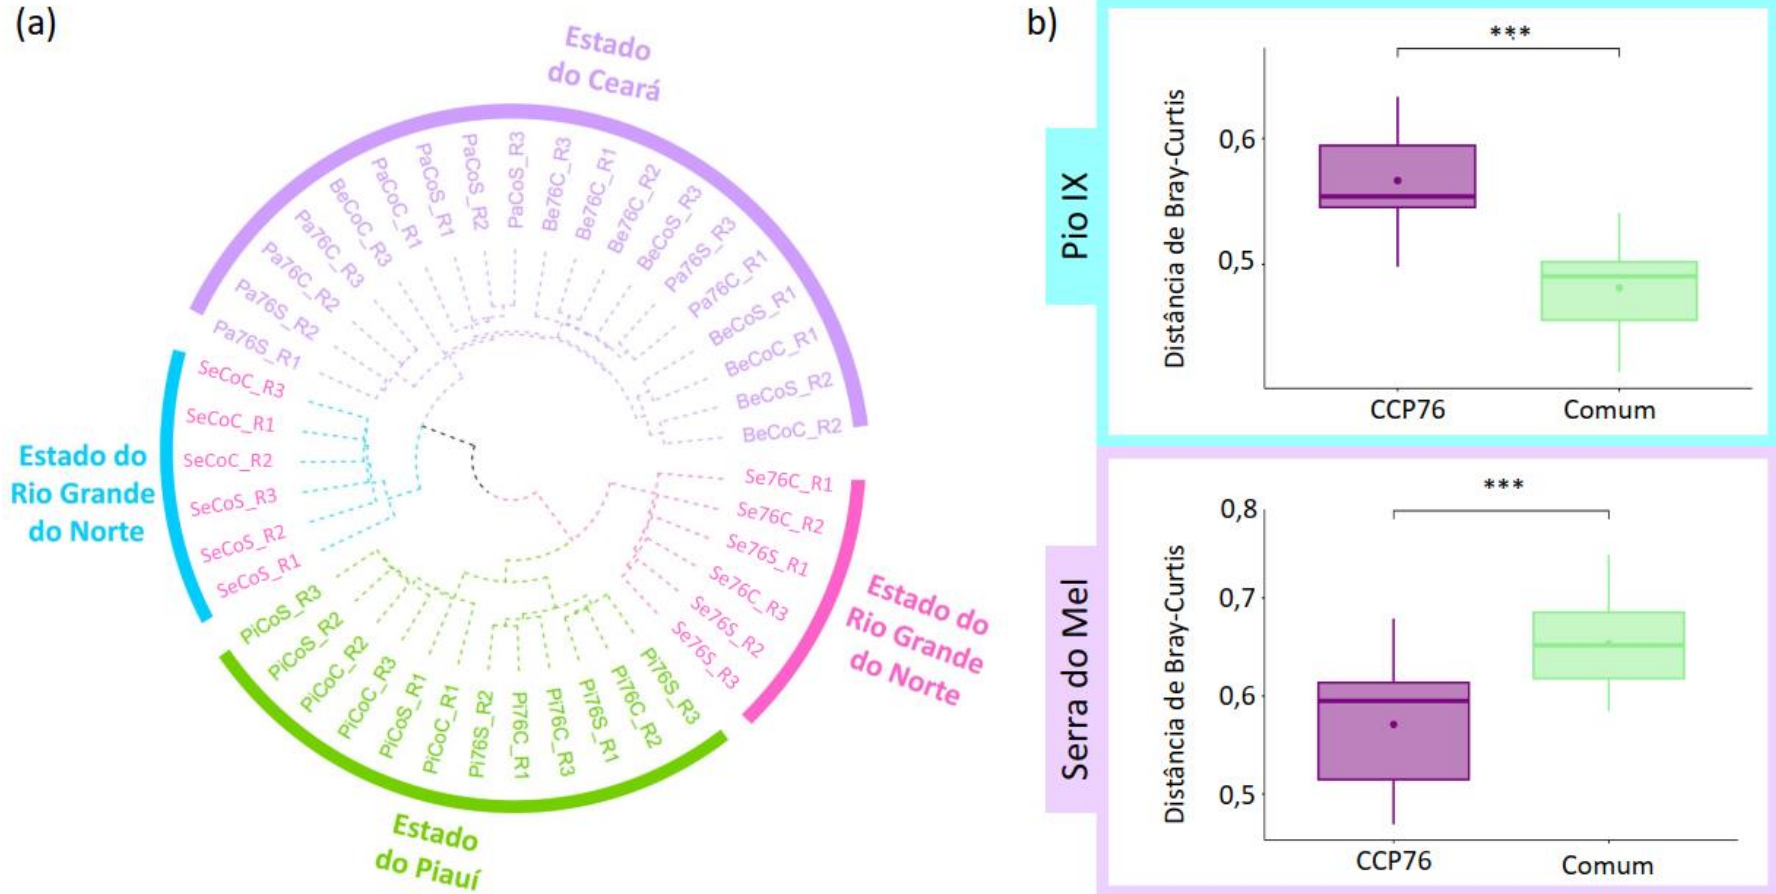 (a)
Estado
do Ceará
Pa76S_R1
Pa76S_R2
Pa76C_R2
Pa76C_R3
BeCoC_R3
PaCoC_R1
PaCoS_R1
PaCoS_R2
PaCoS_R3
Be76C_R3
Be76C_R1
Be76C_R2
BeCoS_R3
Pa76S_R3
Pa76C_R1
BeCoS_R1
BeCoC_R1
BeCoS_R2
BeCoC_R2
Se76C_R1
Se76C_R2
Se76S_R1
Se76C_R3
Se76S_R2
Se76S_R3
Estado do
Rio Grande
do Norte
Pi76S_R3
Pi76C_R2
Pi76S_R1
Pi76C_R3
Pi76C_R1
Pi76S_R2
PiCoC_R1
PiCoS_R1
PiCoC_R3
PiCoC_R2
PiCoS_R2
PiCoS_R3
Estado
do Piauí
SeCoS_R1
SeCoS_R2
SeCoS_R3
SeCoC_R2
SeCoC_R1
SeCoC_R3
Estado do
Rio Grande
do Norte
b)
Pio IX
Distância de Bray-Curtis
***
0,6
0,5
CCP76
Comum
Serra do Mel
Distância de Bray-Curtis
***
0,8
0,7
0,6
0,5
CCP76
Comum